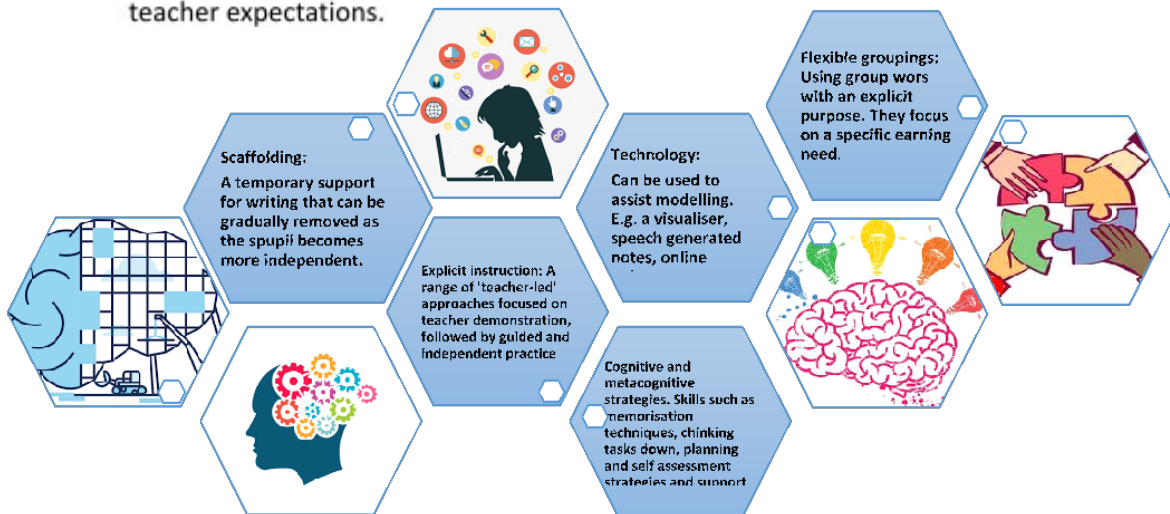 teacher expectations.
Scaffolding:
A temporary support
for writing that can be
gradually removed as
the spupil becomes
more independent.
Explicit instruction: A
range of 'teacher-led'
approaches focused on
teacher demonstration,
followed by guided and
independent practice
Technology:
Can be used to
assist modelling.
E.g. a visualiser,
speech generated
notes, online
Cognitive and
metacognitive
strategies. Skills such as
memorisation
techniques, chinking
tasks down, planning
and self assessment
strategies and support
Flexible groupings:
Using group wors
with an explicit
purpose. They focus
on a specific earning
need.